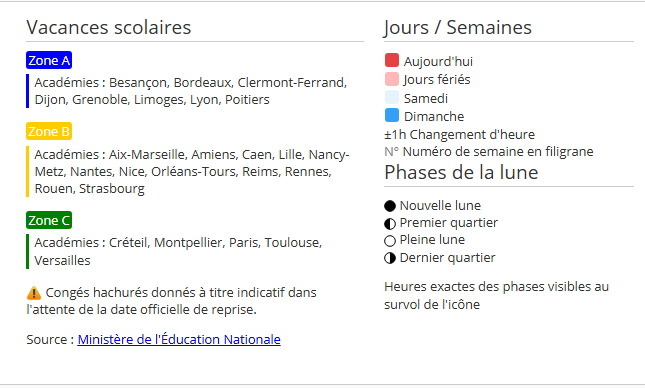 Vacances scolaires
Zone A
Académies : Besançon, Bordeaux, Clermont-Ferrand,
Dijon, Grenoble, Limoges, Lyon, Poitiers
Zone B
Académies : Aix-Marseille, Amiens, Caen, Lille, Nancy-
Metz, Nantes, Nice, Orléans-Tours, Reims, Rennes,
Rouen, Strasbourg
Zone C
Académies : Créteil, Montpellier, Paris, Toulouse,
Versailles
Congés hachurés donnés à titre indicatif dans
l'attente de la date officielle de reprise.
Source : Ministère de l'Éducation Nationale
Jours / Semaines
Aujourd'hui
Jours fériés
Samedi
Dimanche
±1h Changement d'heure
N° Numéro de semaine en filigrane
Phases de la lune
Nouvelle lune
Premier quartier
Pleine lune
Dernier quartier
Heures exactes des phases visibles au
survol de l'icône